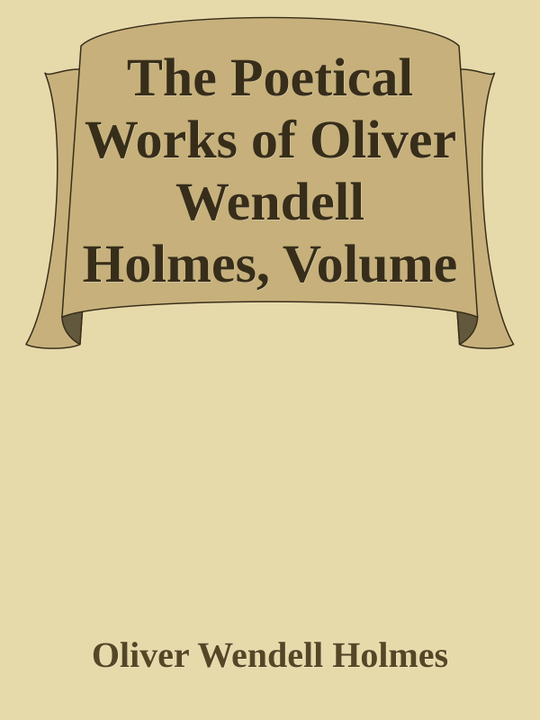 The Poetical
Works of Oliver
Wendell
Holmes, Volume
Oliver Wendell Holmes